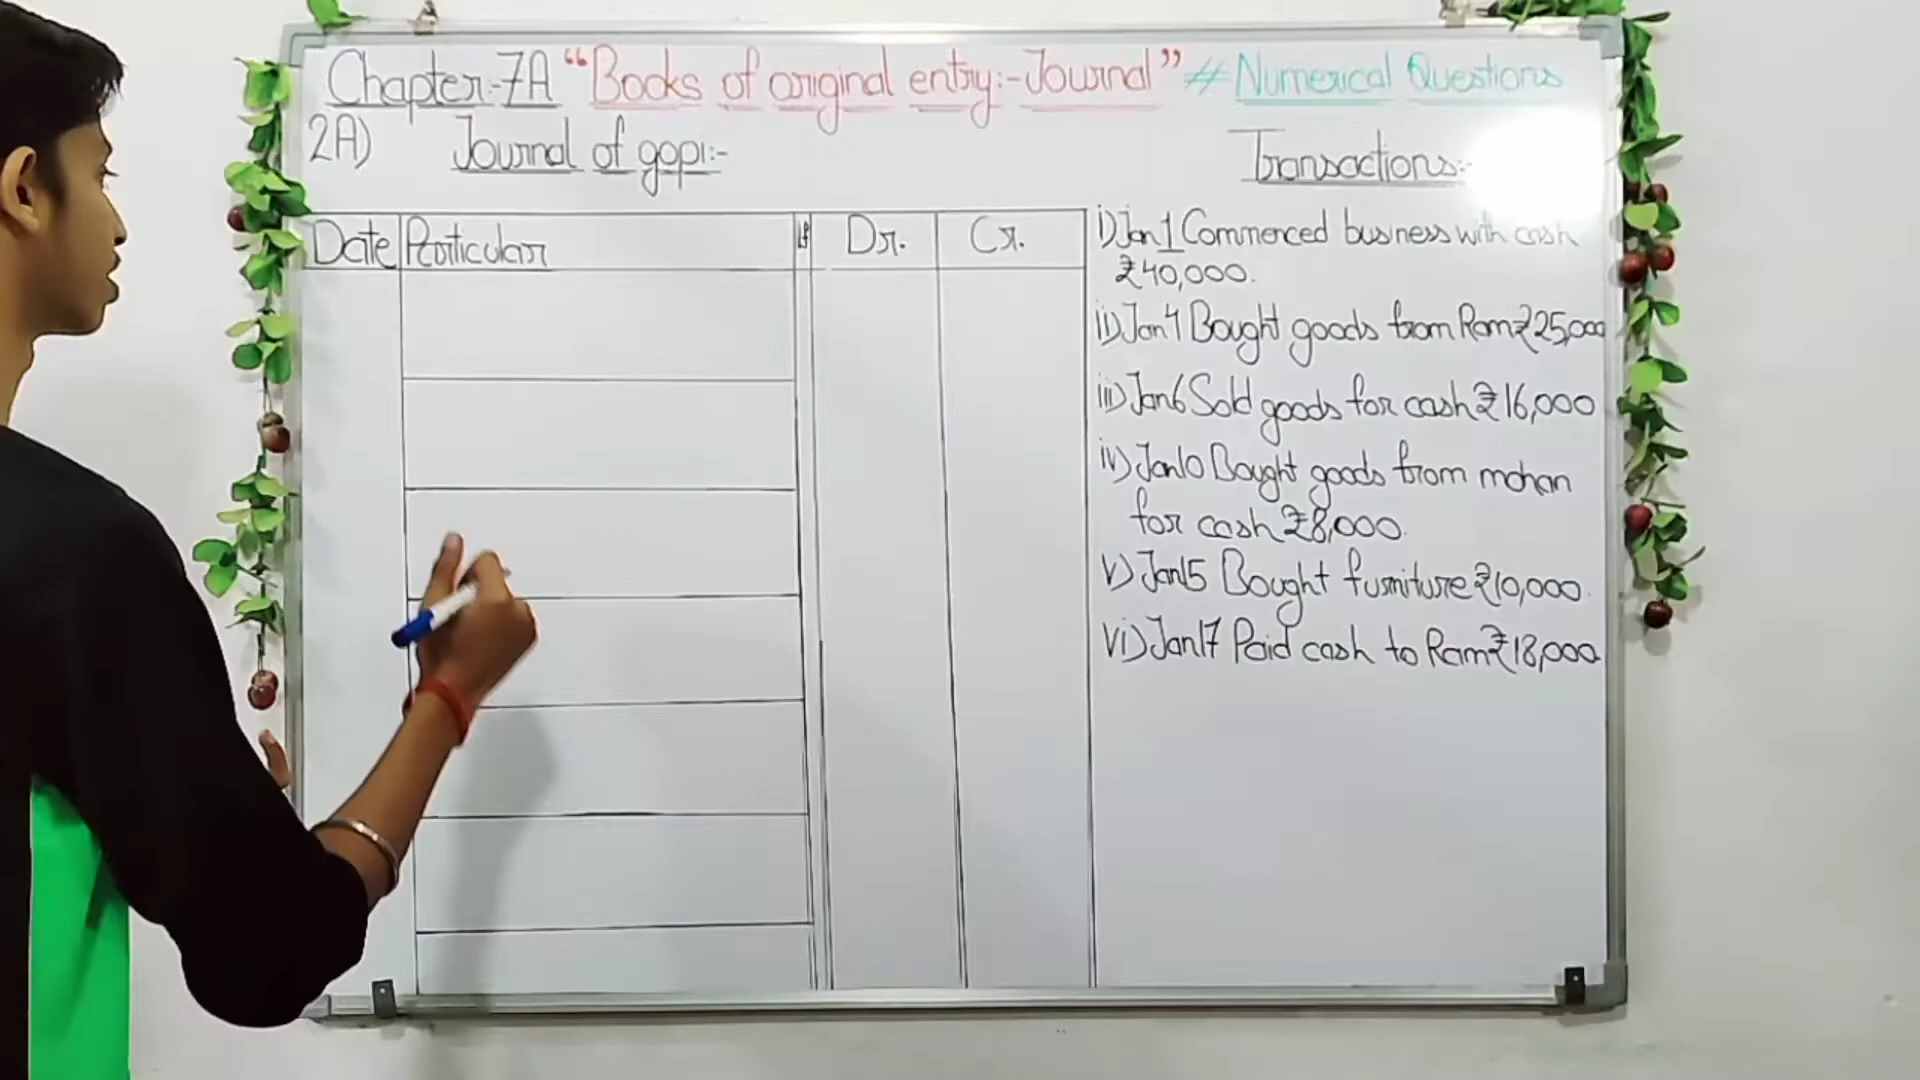 Chapter:-7A "Books of original entry:-Journal" # Numerical Questions
2A) Journal of gopi:-
Transactions:-
Date Particular Lf Dr. Cr.
i) Jan 1 Commenced business with cash
₹40,000.
ii) Jan 4 Bought goods from Ram ₹25,000
iii) Jan 6 Sold goods for cash ₹16,000
iv) Jan 10 Bought goods from mohan
for cash ₹8,000.
v) Jan 15 Bought furniture ₹10,000.
vi) Jan 17 Paid cash to Ram ₹18,000